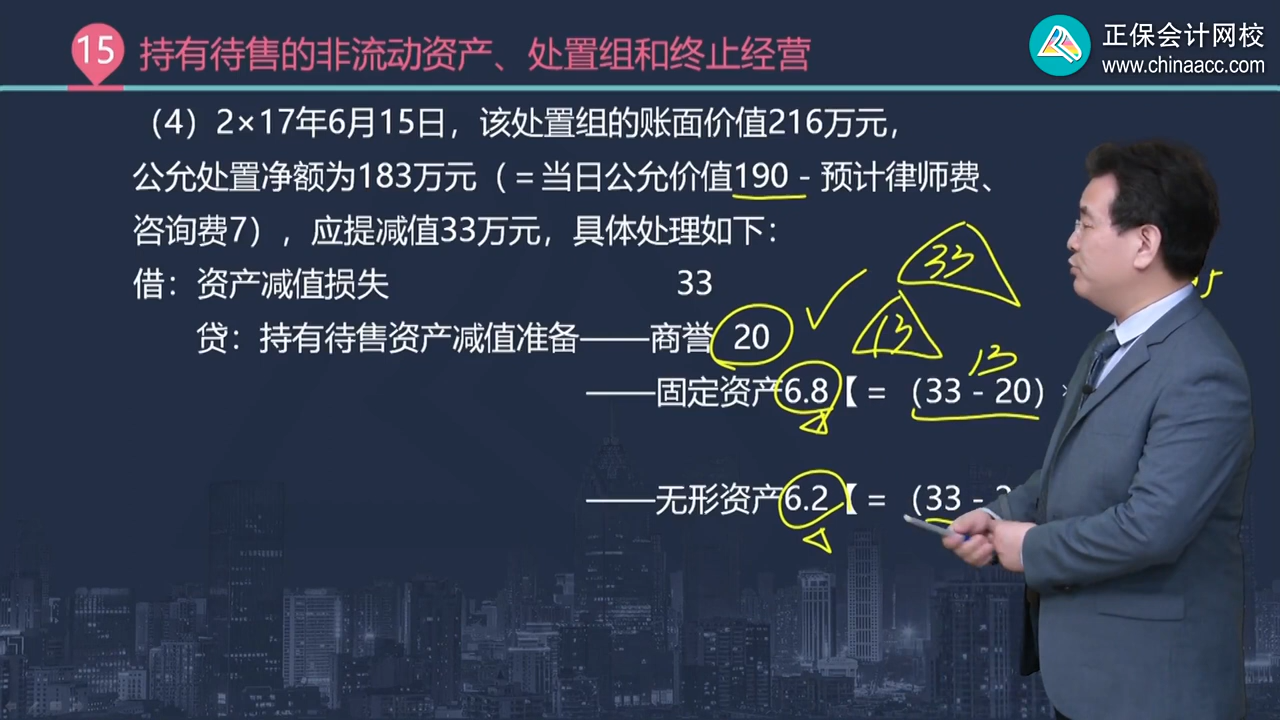 15 持有待售的非流动资产、处置组和终止经营
正保会计网校
www.chinaacc.com
（4）2×17年6月15日，该处置组的账面价值216万元，
公允处置净额为183万元（＝当日公允价值190－预计律师费、
咨询费7），应提减值33万元，具体处理如下：
33
借：资产减值损失 33
13
贷：持有待售资产减值准备——商誉 20
13
——固定资产6.8【＝（33－20）
——无形资产6.2【＝（33－